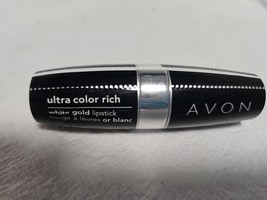 ultra color rich
white gold lipstick
rouge à lèvres or blanc
AVON